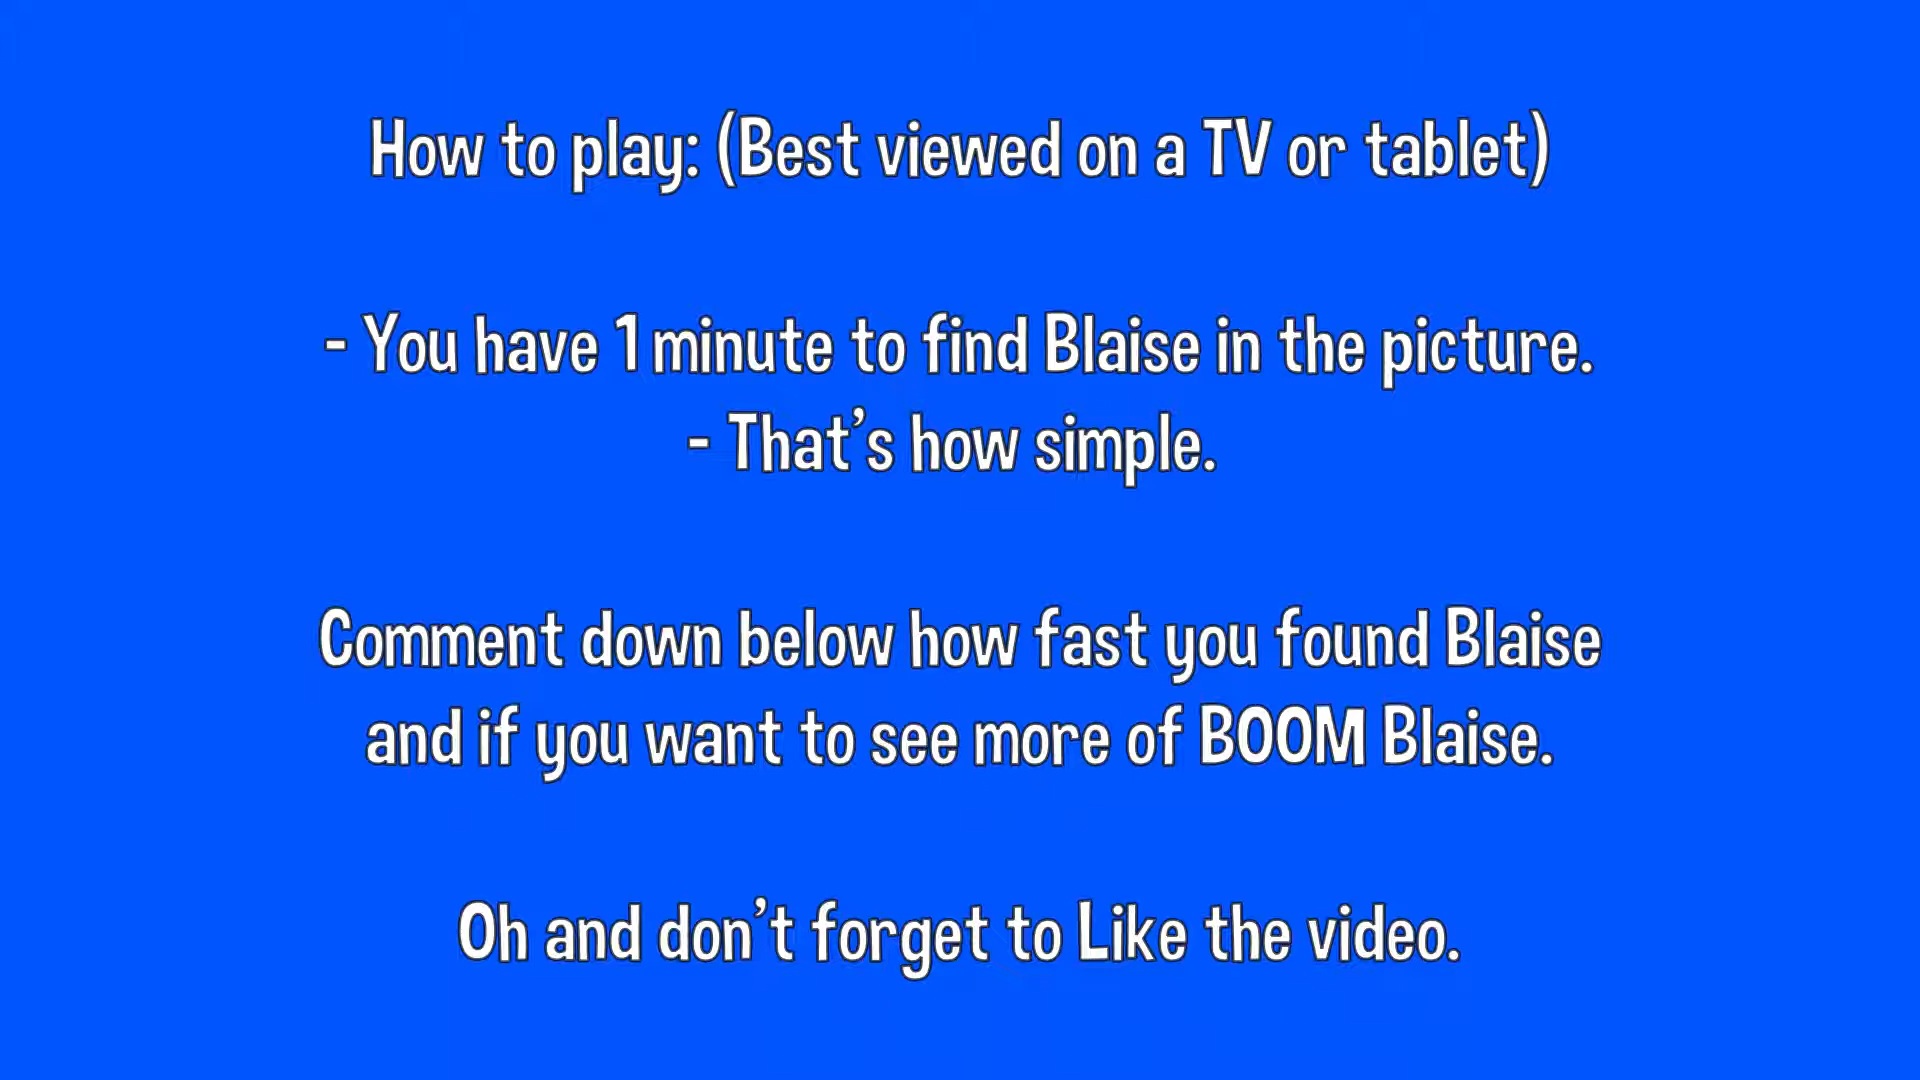 How to play: (Best viewed on a TV or tablet)
- You have 1 minute to find Blaise in the picture.
- That’s how simple.
Comment down below how fast you found Blaise
and if you want to see more of BOOM Blaise.
Oh and don’t forget to Like the video.